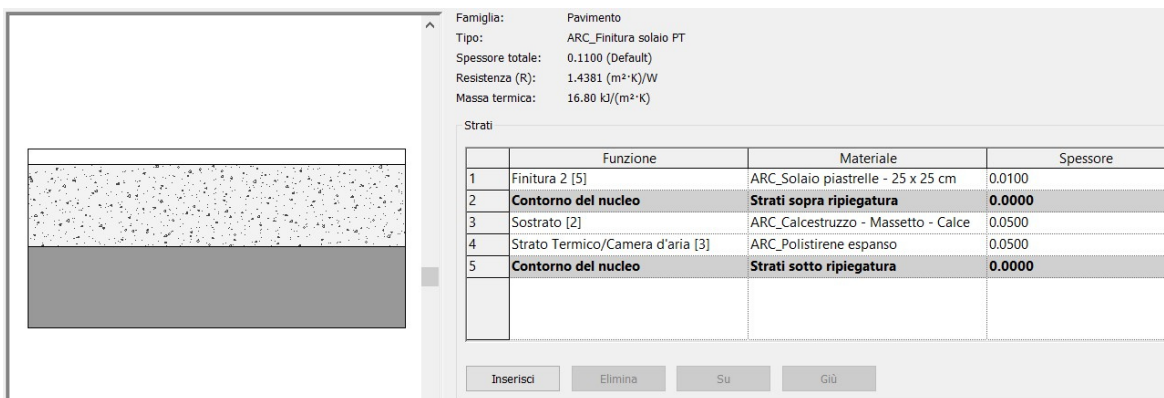 Famiglia: Pavimento
Tipo: ARC_Finitura solaio PT
Spessore totale: 0.1100 (Default)
Resistenza (R): 1.4381 (m²·K)/W
Massa termica: 16.80 kJ/(m²·K)
Strati
Funzione Materiale Spessore
1 Finitura 2 [5] ARC_Solaio piastrelle - 25 x 25 cm 0.0100
2 Contorno del nucleo Strati sopra ripiegatura 0.0000
3 Sostrato [2] ARC_Calcestruzzo - Massetto - Calce 0.0500
4 Strato Termico/Camera d'aria [3] ARC_Polistirene espanso 0.0500
5 Contorno del nucleo Strati sotto ripiegatura 0.0000
Inserisci Elimina Su Giù